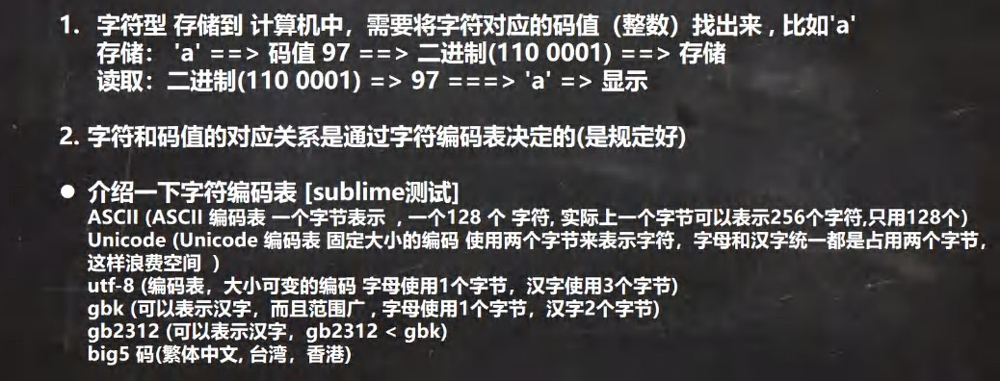 1. 字符型 存储到 计算机中，需要将字符对应的码值（整数）找出来 , 比如'a'
存储： 'a' ==> 码值 97 ==> 二进制(110 0001) ==> 存储
读取：二进制(110 0001) => 97 ===> 'a' => 显示
2. 字符和码值的对应关系是通过字符编码表决定的(是规定好)
● 介绍一下字符编码表 [sublime测试]
ASCII (ASCII 编码表 一个字节表示 , 一个128 个 字符, 实际上一个字节可以表示256个字符,只用128个)
Unicode (Unicode 编码表 固定大小的编码 使用两个字节来表示字符，字母和汉字统一都是占用两个字节，
这样浪费空间 ）
utf-8 (编码表，大小可变的编码 字母使用1个字节，汉字使用3个字节)
gbk (可以表示汉字，而且范围广 , 字母使用1个字节，汉字2个字节)
gb2312 (可以表示汉字，gb2312 < gbk)
big5 码(繁体中文, 台湾，香港)